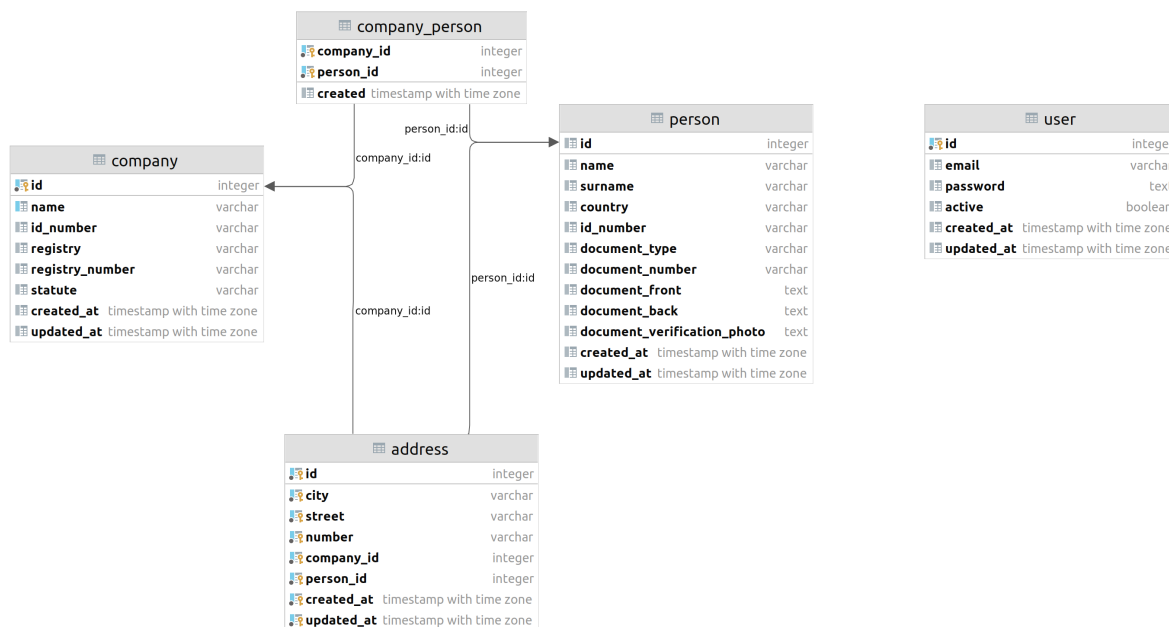 company_person
company_id integer
person_id integer
created timestamp with time zone
person_id:id
company_id:id
company
id integer
name varchar
id_number varchar
registry varchar
registry_number varchar
statute varchar
created_at timestamp with time zone
updated_at timestamp with time zone
person
id integer
name varchar
surname varchar
country varchar
id_number varchar
document_type varchar
document_number varchar
document_front text
document_back text
document_verification_photo text
created_at timestamp with time zone
updated_at timestamp with time zone
user
id integer
email varchar
password text
active boolean
created_at timestamp with time zone
updated_at timestamp with time zone
person_id:id
company_id:id
address
id integer
city varchar
street varchar
number varchar
company_id integer
person_id integer
created_at timestamp with time zone
updated_at timestamp with time zone